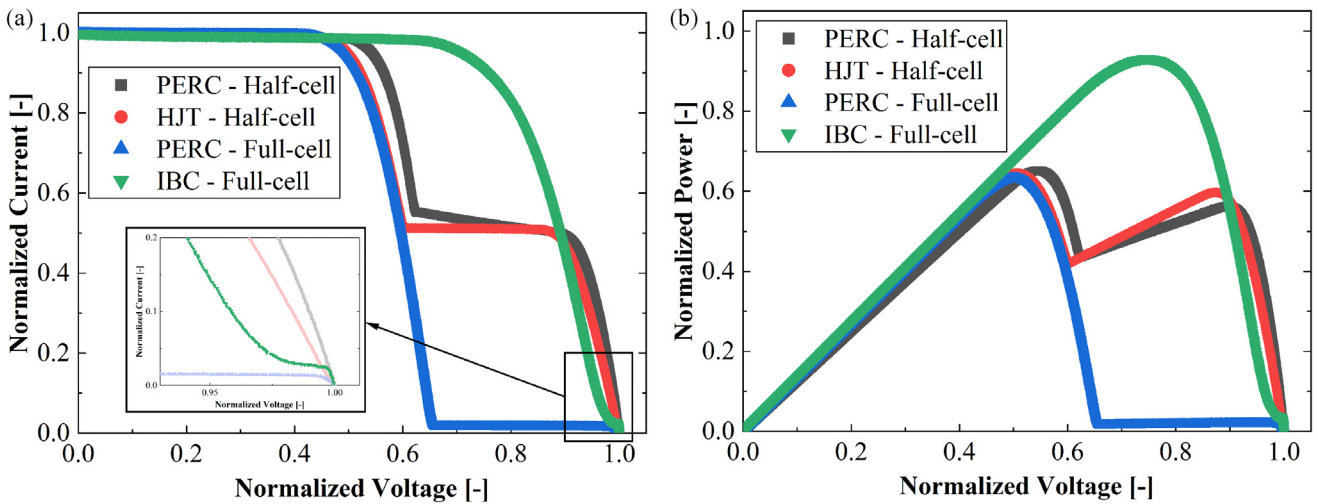 (a)
1.0
0.8
0.6
0.4
0.2
0.0
Normalized Current [-]
PERC - Half-cell
HJT - Half-cell
PERC - Full-cell
IBC - Full-cell
0.2
0.1
0.0
Normalized Current [-]
0.95
1.00
Normalized Voltage [-]
0.0
0.2
0.4
0.6
0.8
1.0
Normalized Voltage [-]
(b)
1.0
0.8
0.6
0.4
0.2
0.0
Normalized Power [-]
PERC - Half-cell
HJT - Half-cell
PERC - Full-cell
IBC - Full-cell
0.0
0.2
0.4
0.6
0.8
1.0
Normalized Voltage [-]